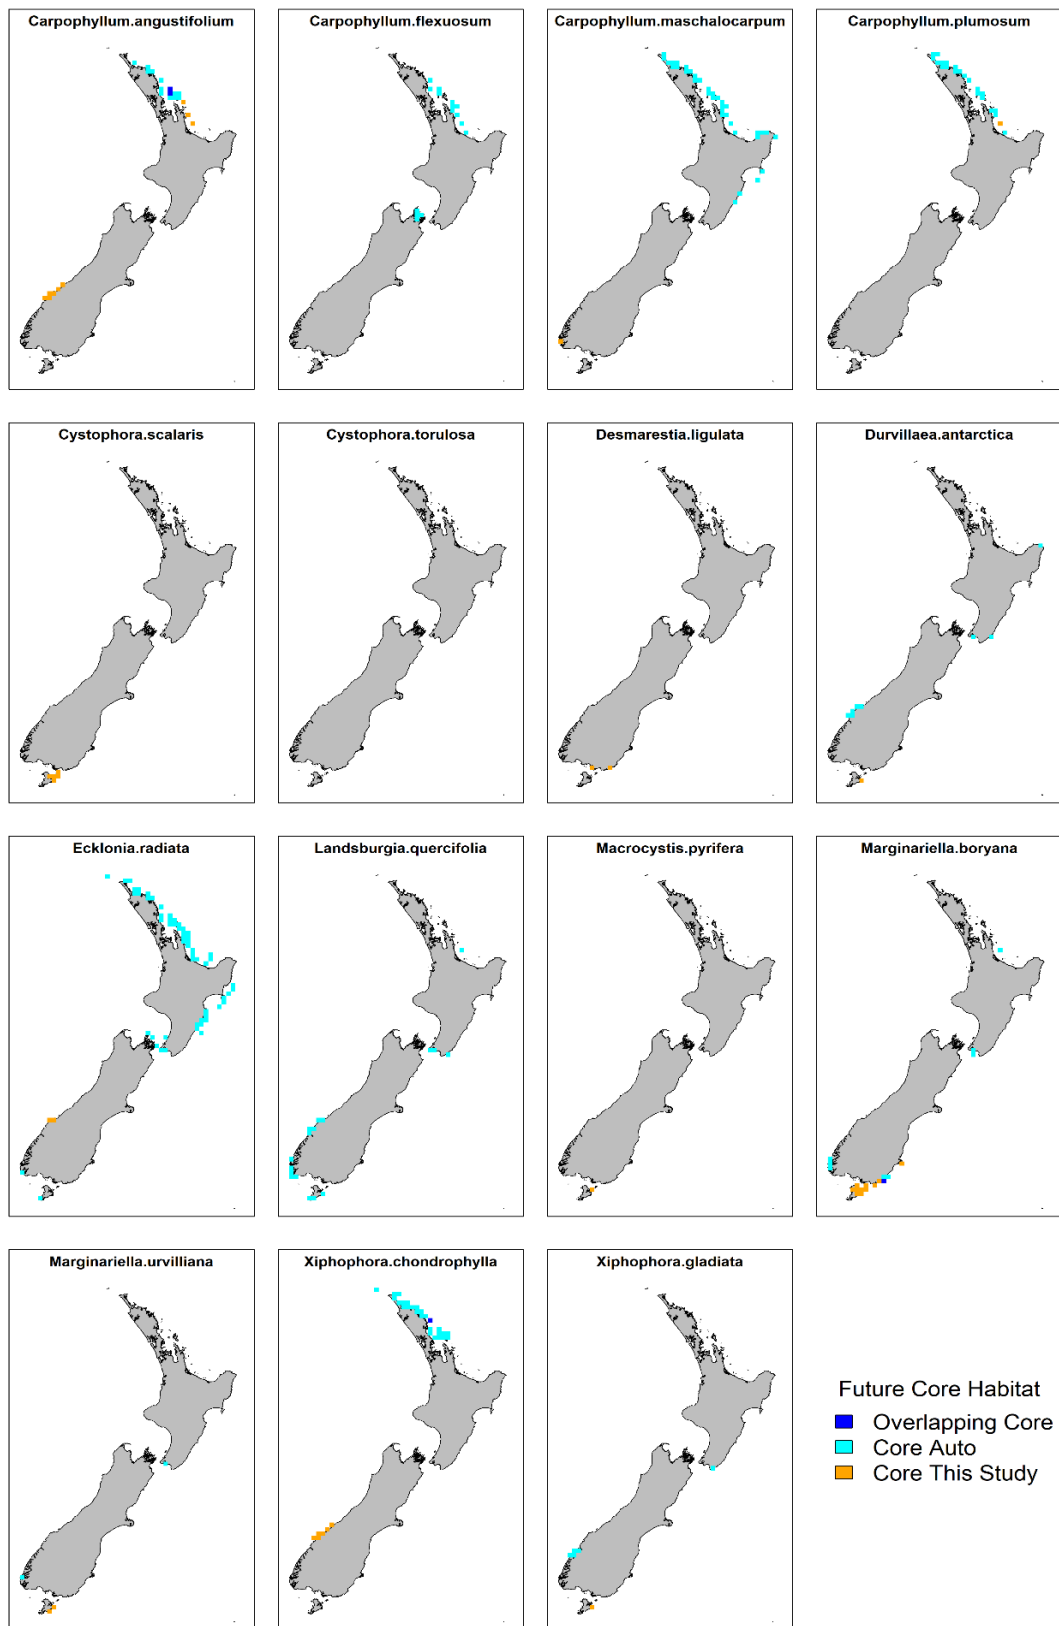 Carpophyllum.angustifolium
Carpophyllum.flexuosum
Carpophyllum.maschalocarpum
Carpophyllum.plumosum
Cystophora.scalaris
Cystophora.torulosa
Desmarestia.ligulata
Durvillaea.antarctica
Ecklonia.radiata
Landsburgia.quercifolia
Macrocystis.pyrifera
Marginariella.boryana
Marginariella.urvilliana
Xiphophora.chondrophylla
Xiphophora.gladiata
Future Core Habitat
Overlapping Core
Core Auto
Core This Study